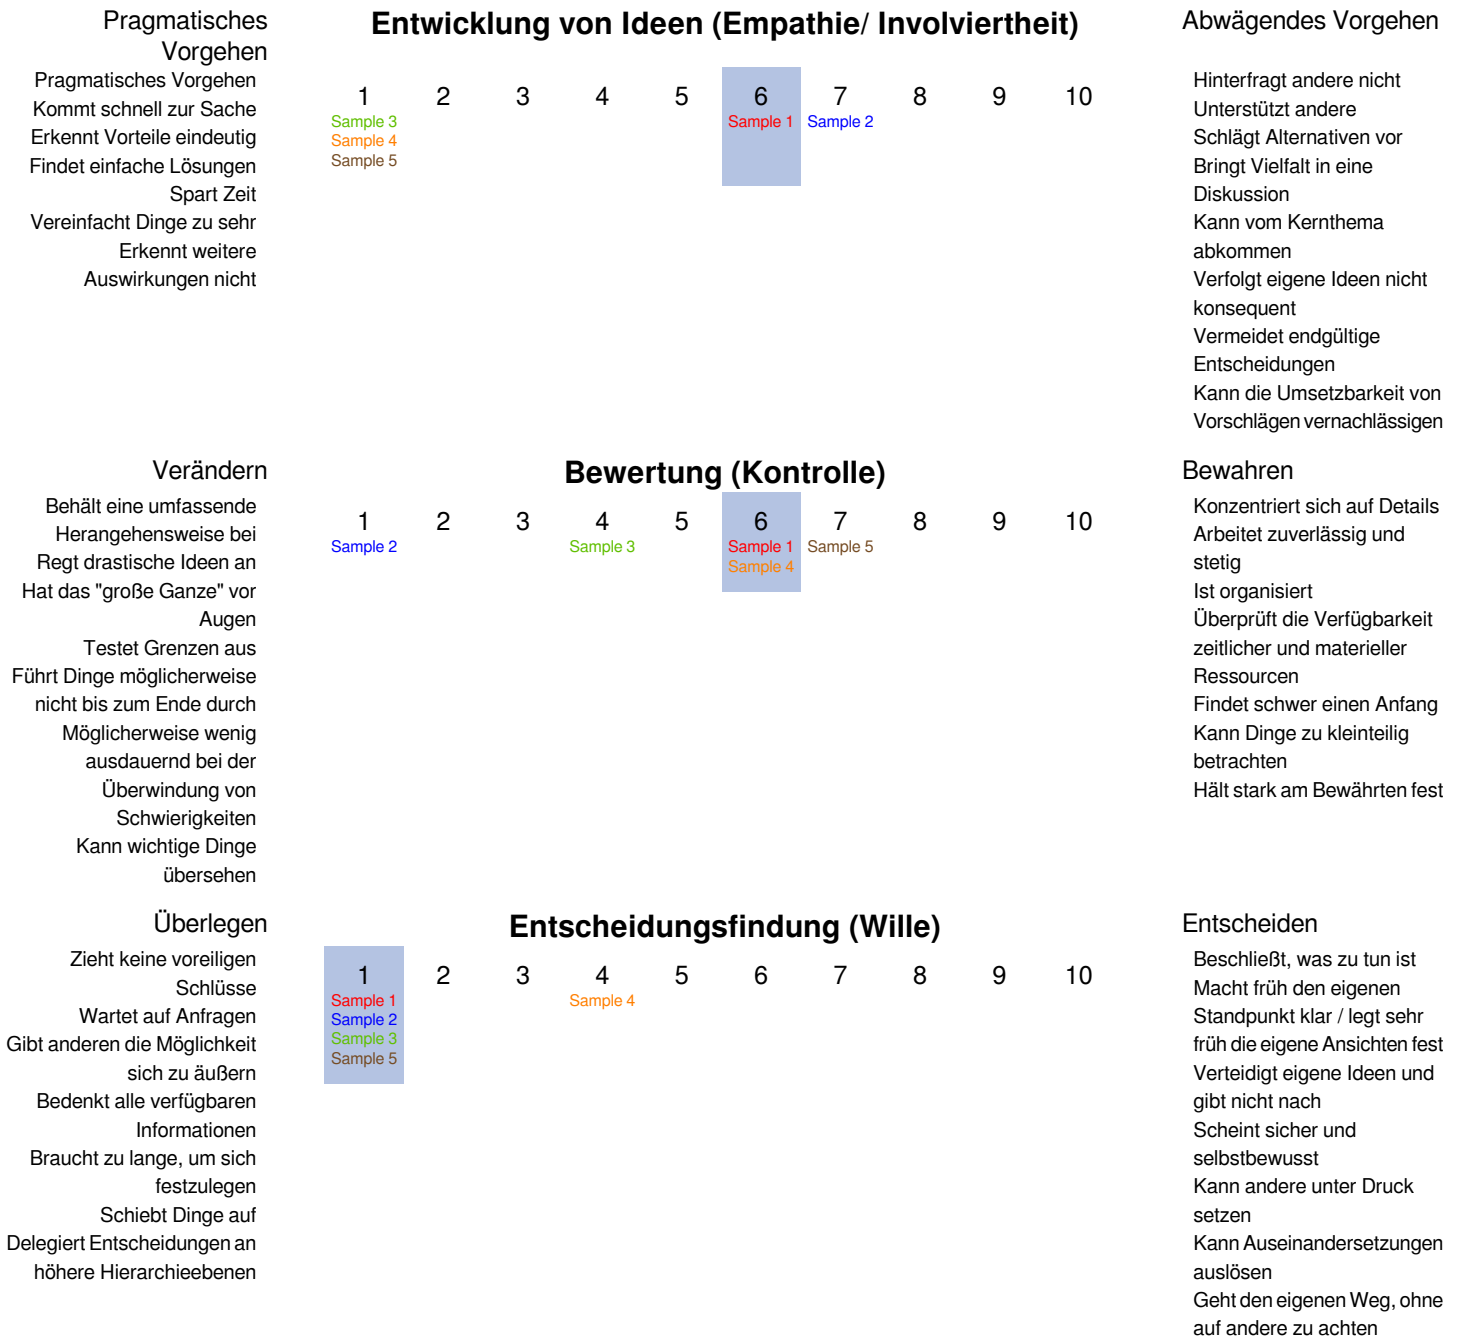 Pragmatisches
Vorgehen
Pragmatisches Vorgehen
Kommt schnell zur Sache
Erkennt Vorteile eindeutig
Findet einfache Lösungen
Spart Zeit
Vereinfacht Dinge zu sehr
Erkennt weitere
Auswirkungen nicht
Entwicklung von Ideen (Empathie/ Involviertheit)
1 2 3 4 5 6 7 8 9 10
Sample 3 Sample 1 Sample 2
Sample 4
Sample 5
Abwägendes Vorgehen
Hinterfragt andere nicht
Unterstützt andere
Schlägt Alternativen vor
Bringt Vielfalt in eine
Diskussion
Kann vom Kernthema
abkommen
Verfolgt eigene Ideen nicht
konsequent
Vermeidet endgültige
Entscheidungen
Kann die Umsetzbarkeit von
Vorschlägen vernachlässigen
Verändern
Behält eine umfassende
Herangehensweise bei
Regt drastische Ideen an
Hat das "große Ganze" vor
Augen
Testet Grenzen aus
Führt Dinge möglicherweise
nicht bis zum Ende durch
Möglicherweise wenig
ausdauernd bei der
Überwindung von
Schwierigkeiten
Kann wichtige Dinge
übersehen
Bewertung (Kontrolle)
1 2 3 4 5 6 7 8 9 10
Sample 2 Sample 3 Sample 1 Sample 5
Sample 4
Bewahren
Konzentriert sich auf Details
Arbeitet zuverlässig und
stetig
Ist organisiert
Überprüft die Verfügbarkeit
zeitlicher und materieller
Ressourcen
Findet schwer einen Anfang
Kann Dinge zu kleinteilig
betrachten
Hält stark am Bewährten fest
Überlegen
Zieht keine voreiligen
Schlüsse
Wartet auf Anfragen
Gibt anderen die Möglichkeit
sich zu äußern
Bedenkt alle verfügbaren
Informationen
Braucht zu lange, um sich
festzulegen
Schiebt Dinge auf
Delegiert Entscheidungen an
höhere Hierarchieebenen
Entscheidungsfindung (Wille)
1 2 3 4 5 6 7 8 9 10
Sample 1 Sample 4
Sample 2
Sample 3
Sample 5
Entscheiden
Beschließt, was zu tun ist
Macht früh den eigenen
Standpunkt klar / legt sehr
früh die eigene Ansichten fest
Verteidigt eigene Ideen und
gibt nicht nach
Scheint sicher und
selbstbewusst
Kann andere unter Druck
setzen
Kann Auseinandersetzungen
auslösen
Geht den eigenen Weg, ohne
auf andere zu achten